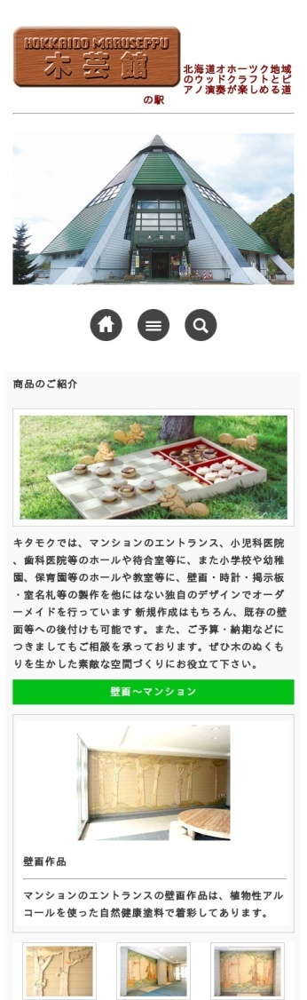 HOKKAIDO MARUSEPPU
木芸館
北海道オホーツク地域
のウッドクラフトとピ
アノ演奏が楽しめる道
の駅
木芸館
商品のご紹介
キタモクでは、マンションのエントランス、小児科医院
、歯科医院等のホールや待合室等に、また小学校や幼稚
園、保育園等のホールや教室等に、壁画・時計・掲示板
・室名札等の製作を他にはない独自のデザインでオーダ
ーメイドを行っています 新規作成はもちろん、既存の壁
面等への後付けも可能です。また、ご予算・納期などに
つきましてもご相談を承っております。ぜひ木のぬくも
りを生かした素敵な空間づくりにお役立て下さい。
壁画～マンション
壁画作品
マンションのエントランスの壁画作品は、植物性アル
コールを使った自然健康塗料で着彩してあります。